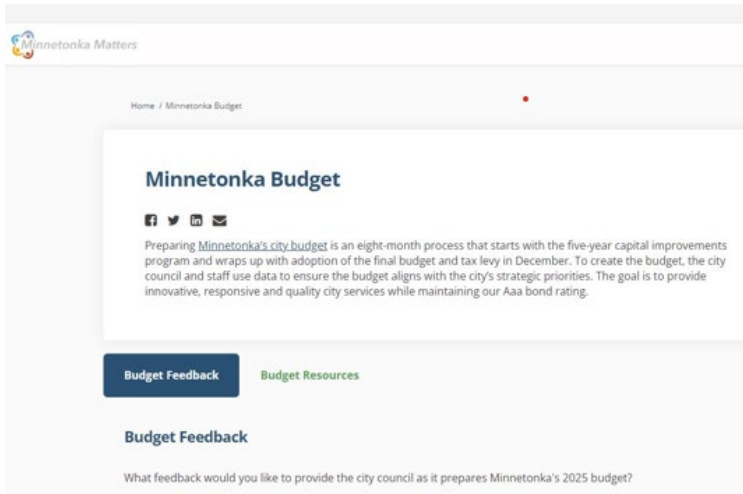 Minnetonka Matters
Home / Minnetonka Budget
Minnetonka Budget
Preparing Minnetonka's city budget is an eight-month process that starts with the five-year capital improvements
program and wraps up with adoption of the final budget and tax levy in December. To create the budget, the city
council and staff use data to ensure the budget aligns with the city's strategic priorities. The goal is to provide
innovative, responsive and quality city services while maintaining our Aaa bond rating.
Budget Feedback
Budget Resources
Budget Feedback
What feedback would you like to provide the city council as it prepares Minnetonka's 2025 budget?